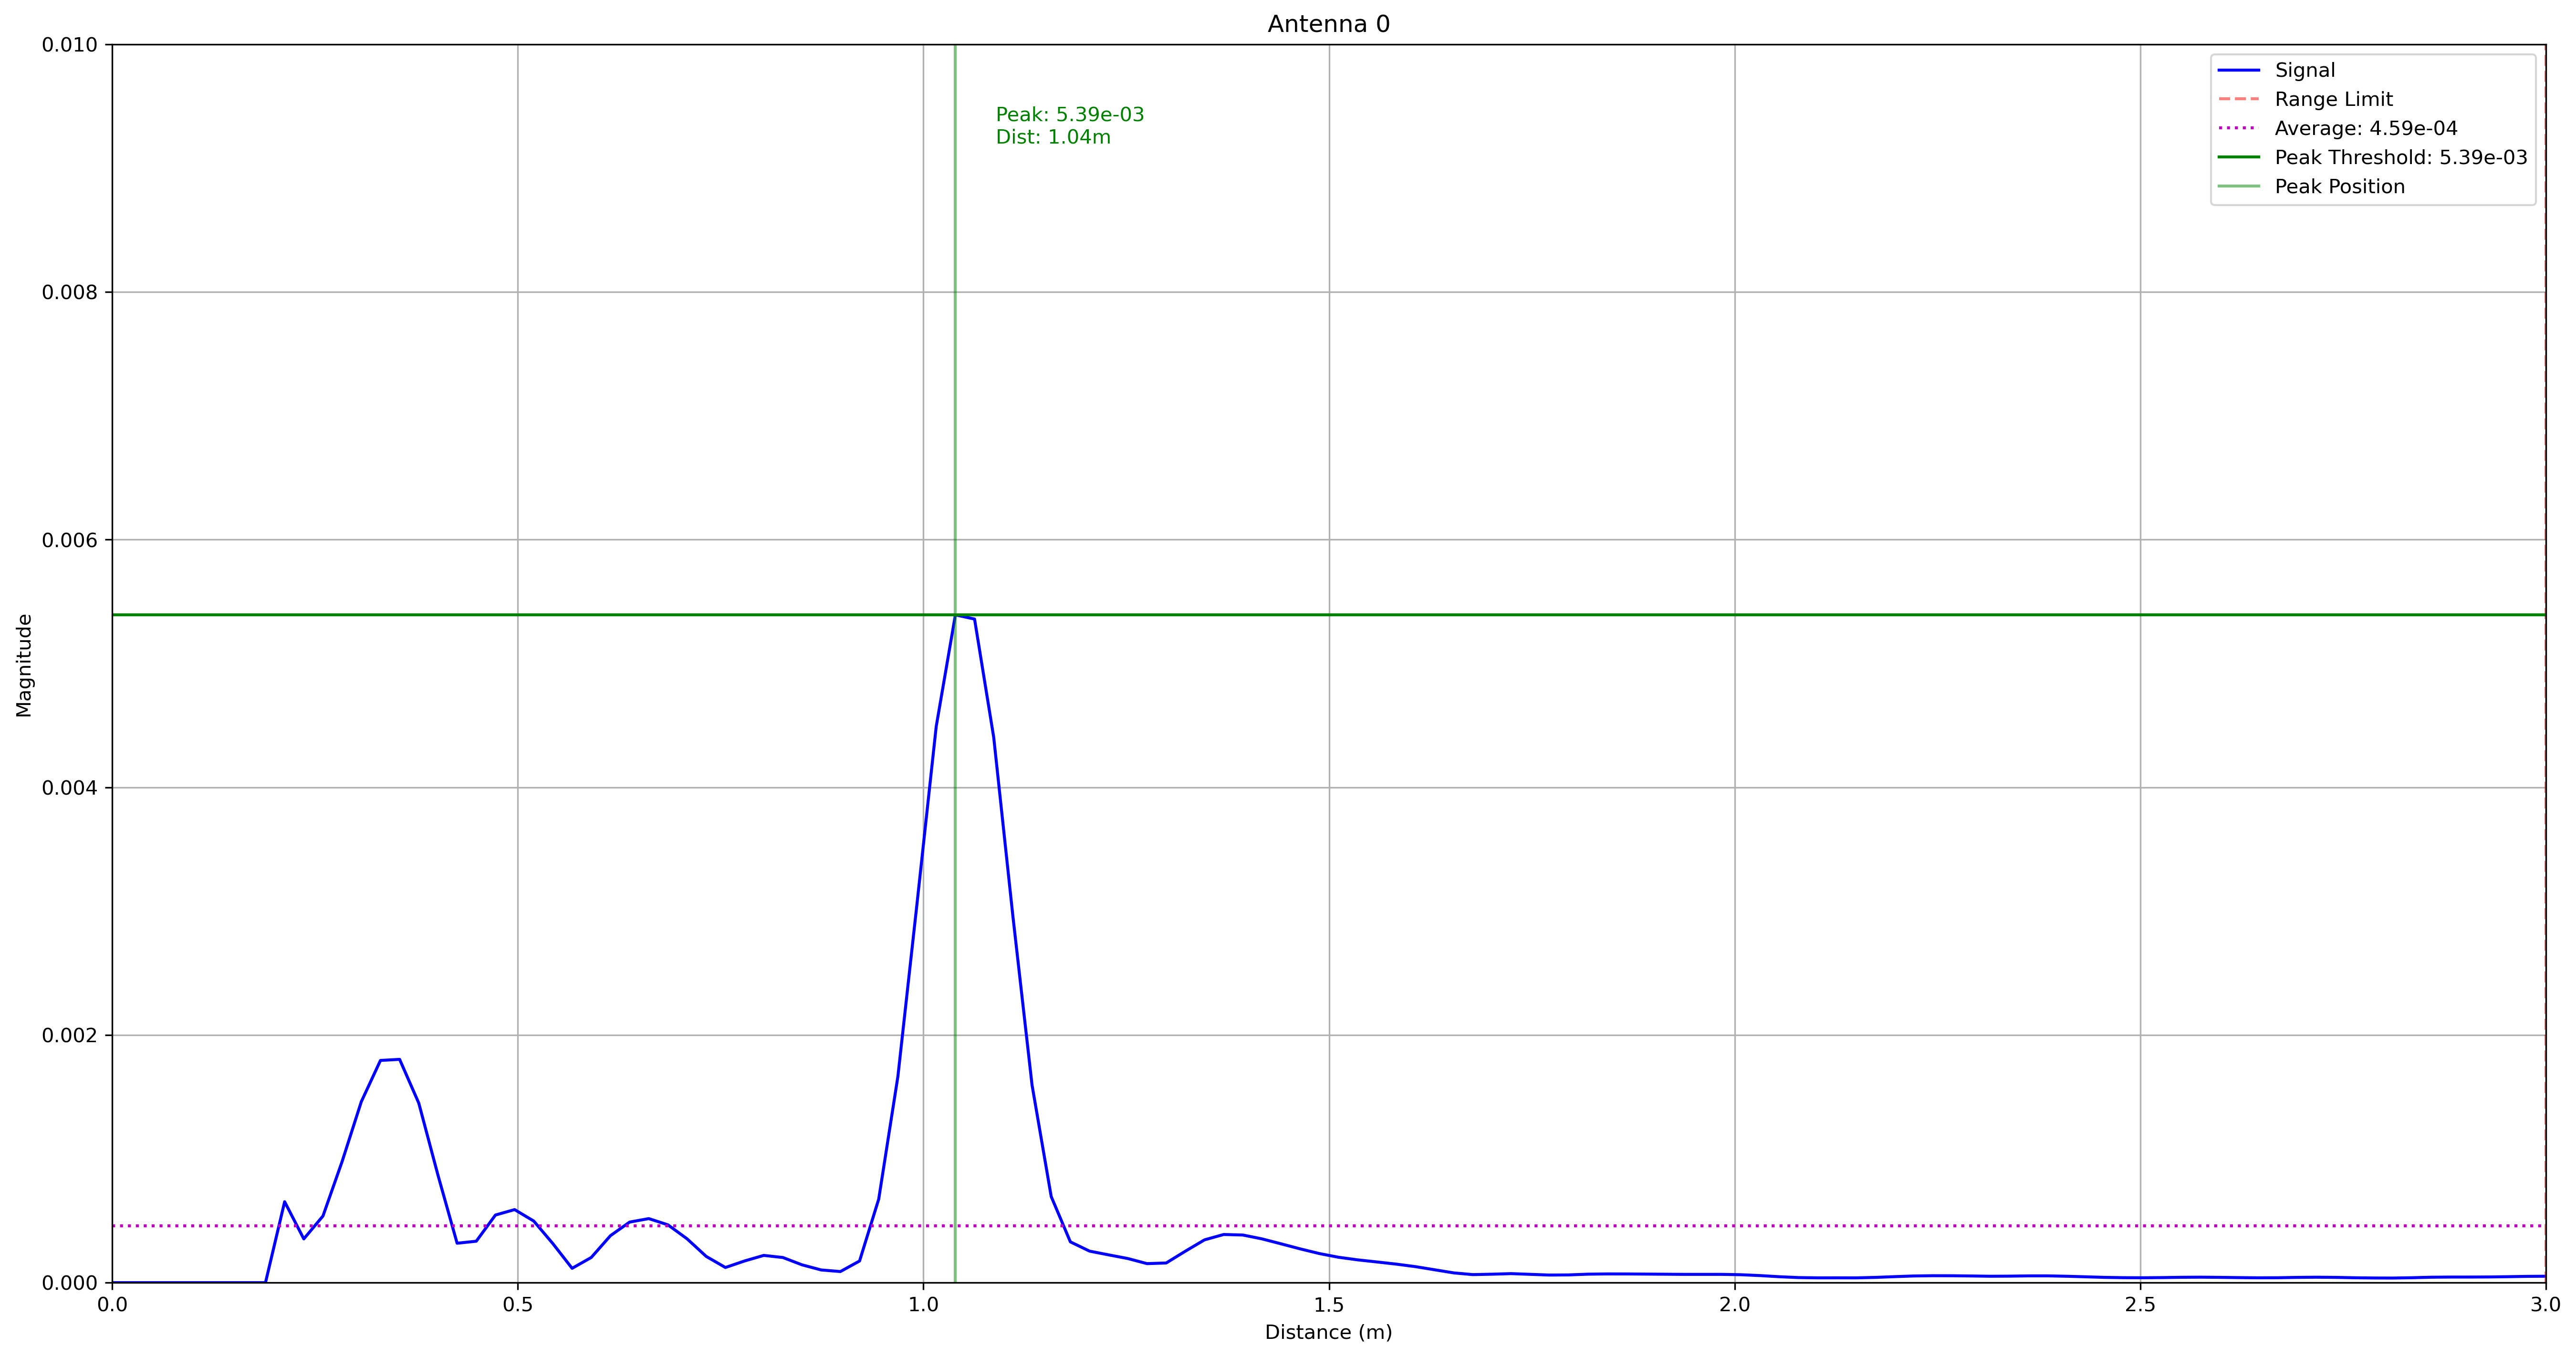 Antenna 0
0.010
0.008
0.006
0.004
0.002
0.000
Magnitude
Peak: 5.39e-03
Dist: 1.04m
Signal
Range Limit
Average: 4.59e-04
Peak Threshold: 5.39e-03
Peak Position
0.0 0.5 1.0 1.5 2.0 2.5 3.0
Distance (m)